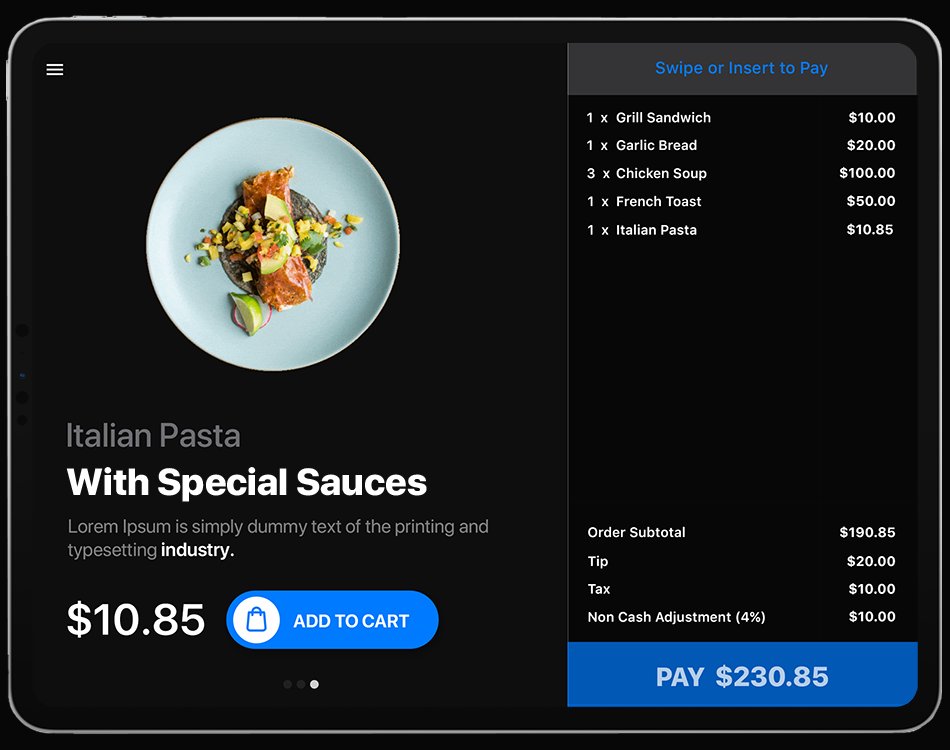 Swipe or Insert to Pay
1 x Grill Sandwich $10.00
1 x Garlic Bread $20.00
3 x Chicken Soup $100.00
1 x French Toast $50.00
1 x Italian Pasta $10.85
Italian Pasta
With Special Sauces
Lorem Ipsum is simply dummy text of the printing and
typesetting industry.
$10.85 ADD TO CART
Order Subtotal $190.85
Tip $20.00
Tax $10.00
Non Cash Adjustment (4%) $10.00
PAY $230.85